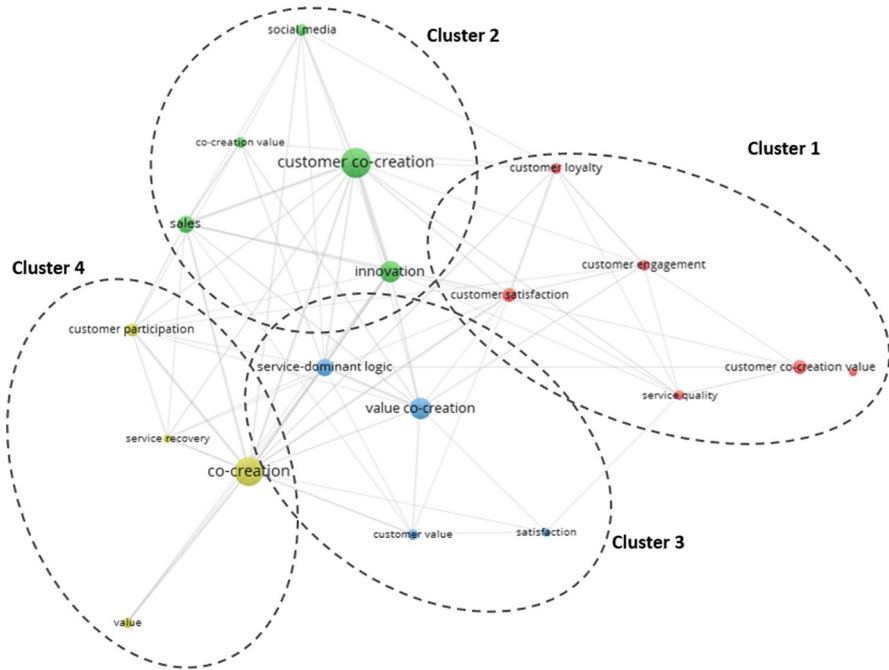 social media
Cluster 2
co-creation value
customer co-creation
Cluster 1
customer loyalty
sales
Cluster 4
innovation
customer engagement
customer satisfaction
customer participation
service-dominant logic
customer co-creation value
value co-creation
service quality
service recovery
co-creation
customer value
satisfaction
Cluster 3
value